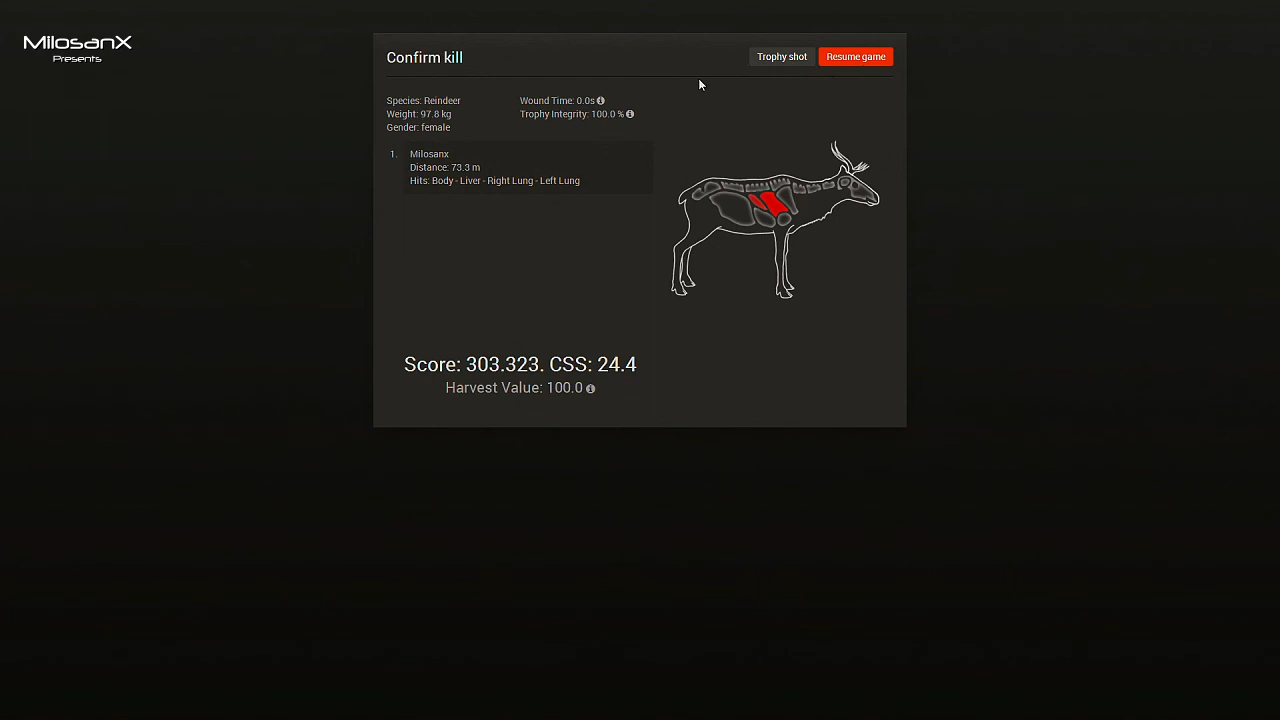 MilosanX
Presents
Confirm kill
Trophy shot
Resume game
Species: Reindeer
Weight: 97.8 kg
Gender: female
Wound Time: 0.0s
Trophy Integrity: 100.0 %
1. Milosanx
Distance: 73.3 m
Hits: Body - Liver - Right Lung - Left Lung
Score: 303.323. CSS: 24.4
Harvest Value: 100.0